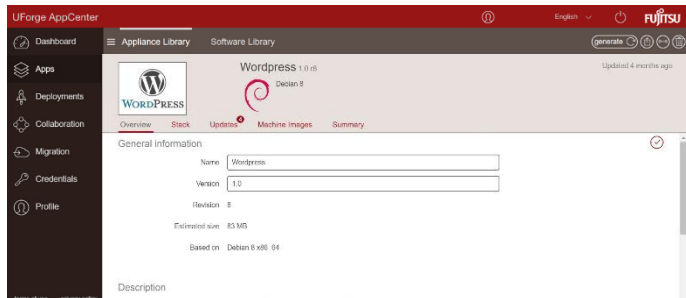 UForge AppCenter
English
FUJITSU
Dashboard
Appliance Library
Software Library
generate
Apps
Wordpress 1.0 r8
Updated 4 months ago
Debian 8
WORDPRESS
Deployments
Collaboration
Overview
Stack
Updates 4
Machine Images
Summary
General information
Migration
Name
Wordpress
Version
1.0
Credentials
Profile
Revision
8
Estimated size
83 MB
Based on
Debian 8 x86_64
Description